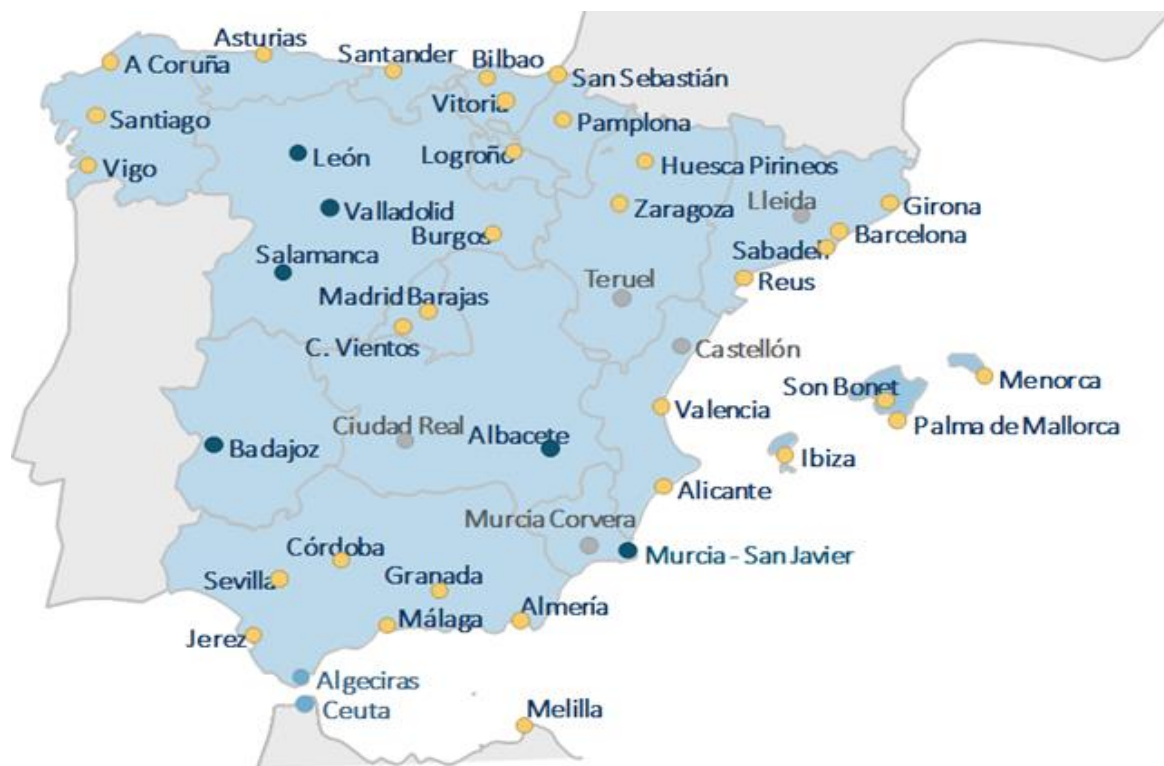 Asturias
Santander
Bilbao
A Coruña
San Sebastián
Vitoria
Santiago
Pamplona
León
Logroño
Vigo
Huesca Pirineos
Lleida
Valladolid
Zaragoza
Girona
Burgos
Barcelona
Salamanca
Sabadell
Teruel
Reus
Madrid Barajas
C. Vientos
Castellón
Menorca
Son Bonet
Valencia
Palma de Mallorca
Ciudad Real
Albacete
Badajoz
Ibiza
Alicante
Murcia Corvera
Córdoba
Murcia - San Javier
Sevilla
Granada
Almería
Málaga
Jerez
Algeciras
Ceuta
Melilla